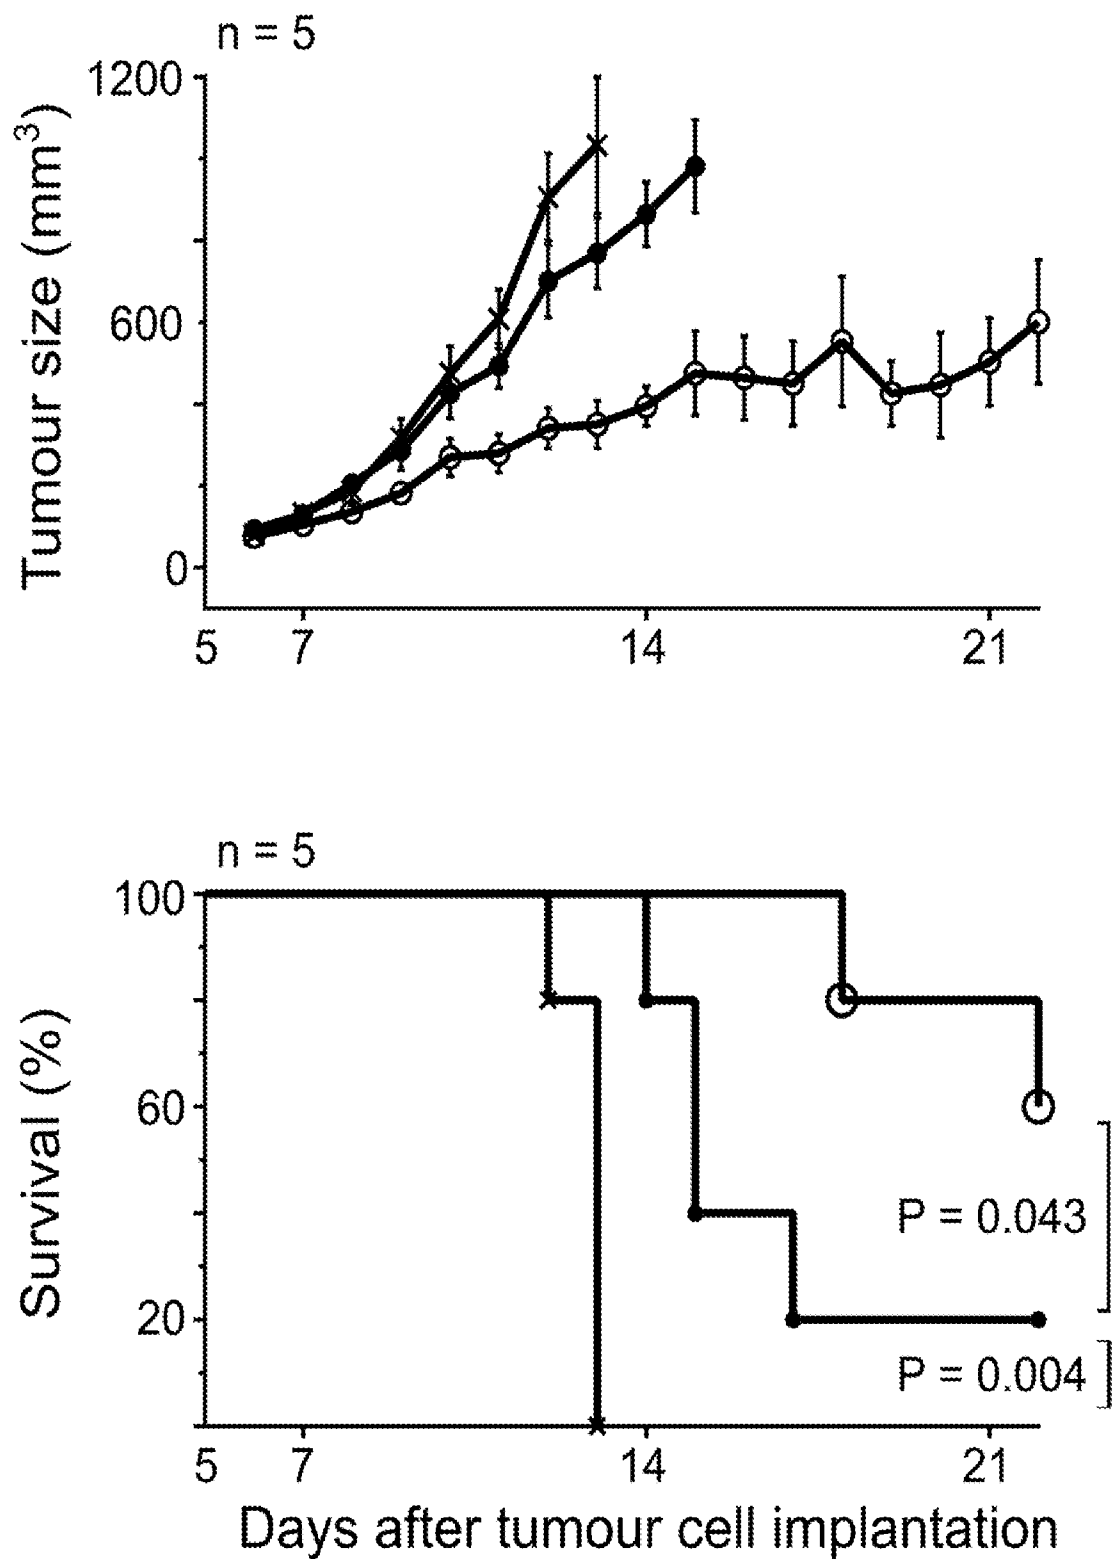 n = 5
1200
600
0
Tumour size (mm³)
5 7 14 21
n = 5
100
60
20
Survival (%)
P = 0.043
P = 0.004
5 7 14 21
Days after tumour cell implantation